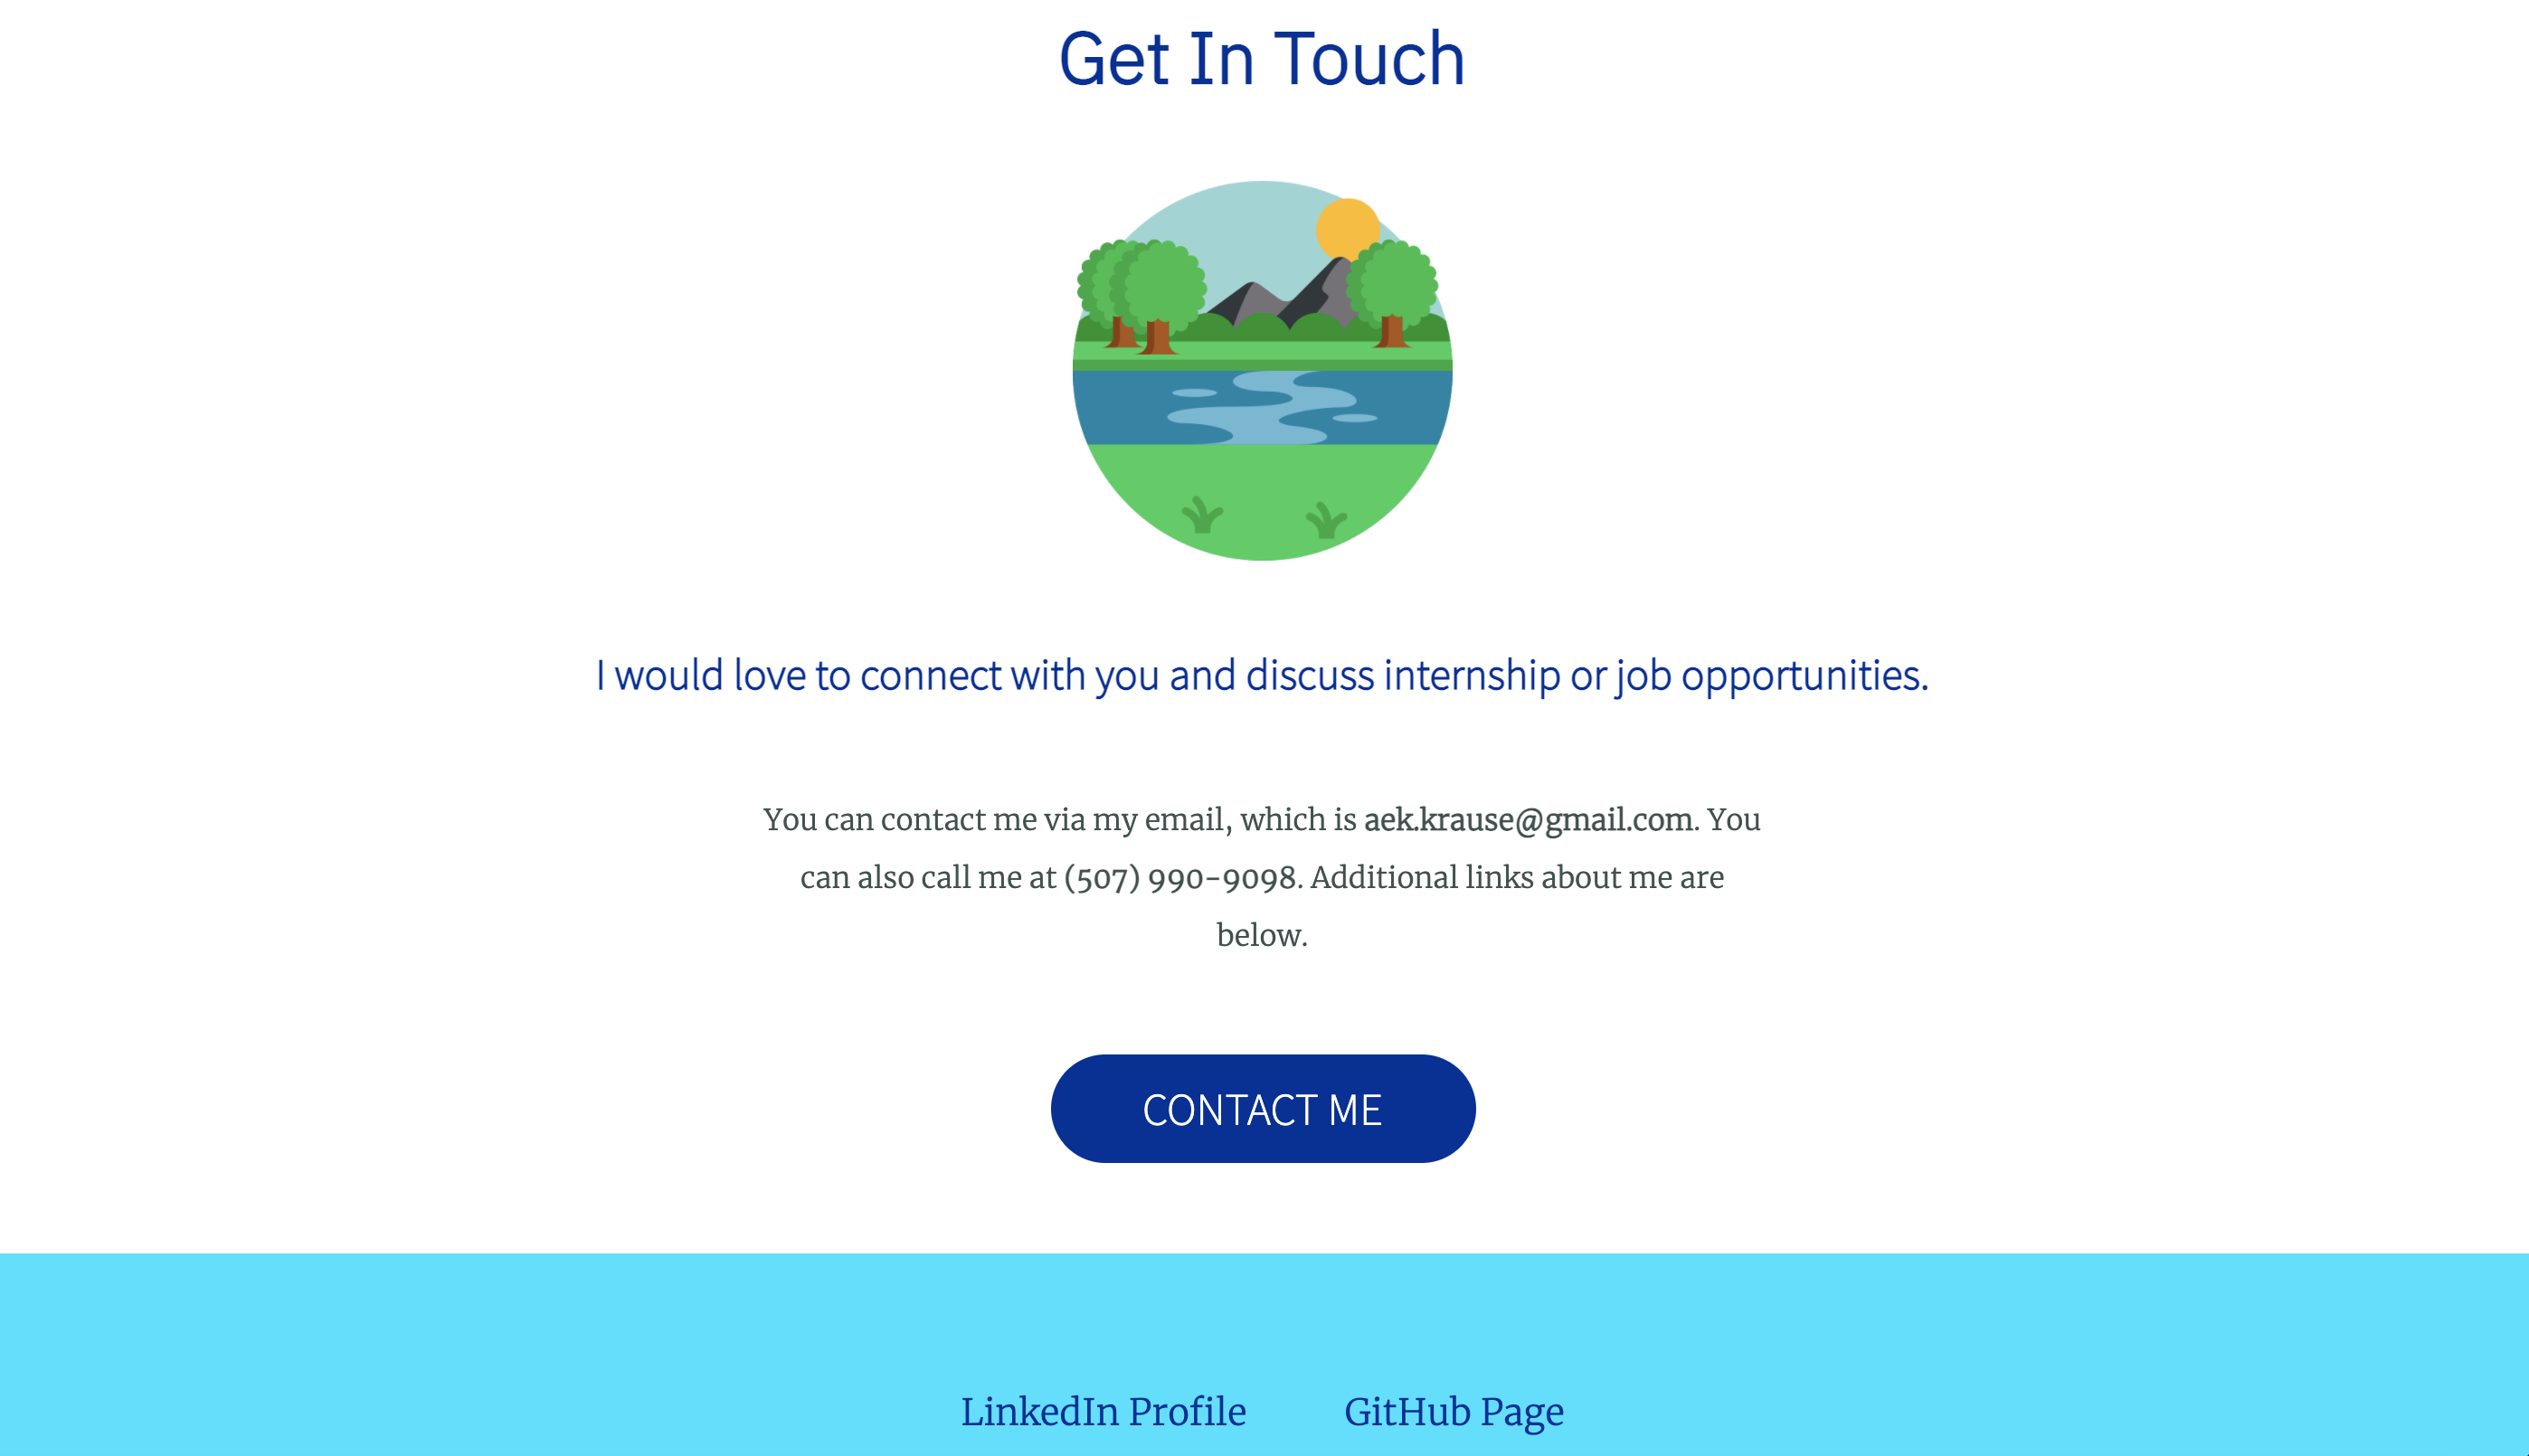 Get In Touch
I would love to connect with you and discuss internship or job opportunities.
You can contact me via my email, which is aek.krause@gmail.com. You
can also call me at (507) 990-9098. Additional links about me are
below.
CONTACT ME
LinkedIn Profile GitHub Page